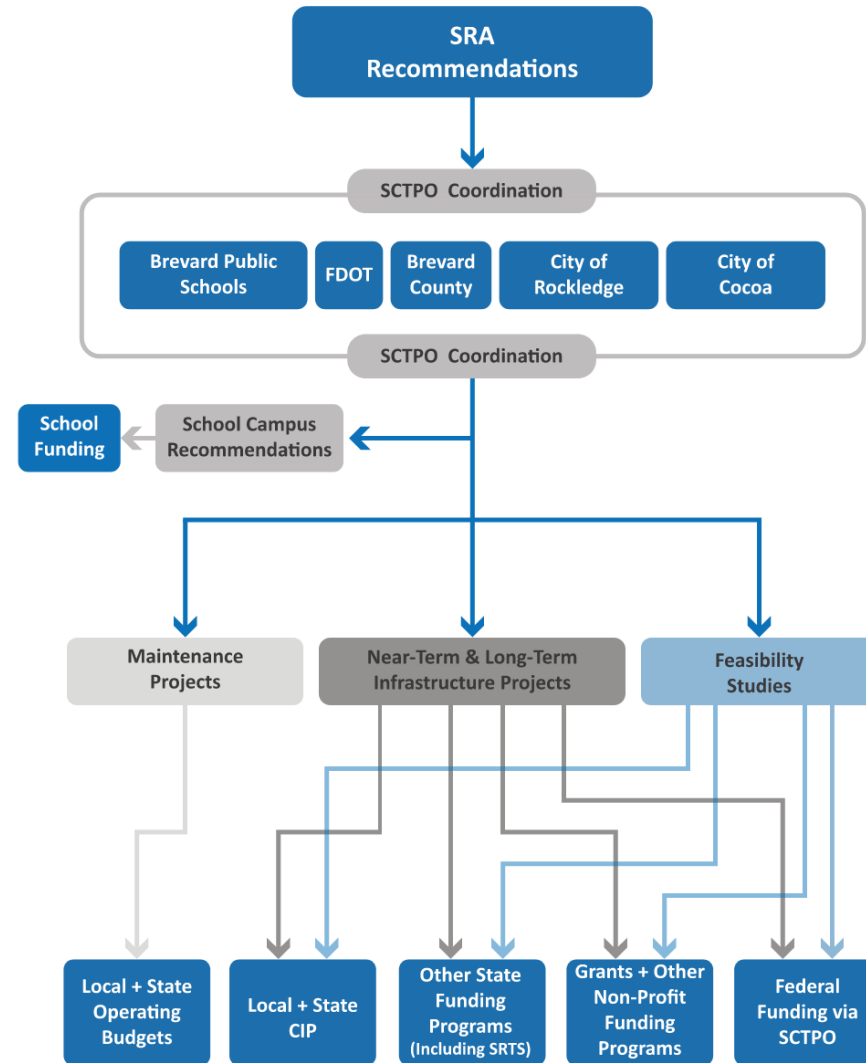 SRA
Recommendations
SCTPO Coordination
Brevard Public
Schools
FDOT
Brevard
County
City of
Rockledge
City of
Cocoa
SCTPO Coordination
School
Funding
School Campus
Recommendations
Maintenance
Projects
Near-Term & Long-Term
Infrastructure Projects
Feasibility
Studies
Local + State
Operating
Budgets
Local + State
CIP
Other State
Funding
Programs
(Including SRTS)
Grants + Other
Non-Profit
Funding
Programs
Federal
Funding via
SCTPO